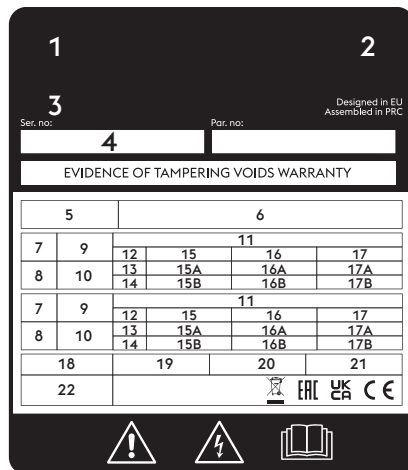 1 2
3
Designed in EU
Assembled in PRC
Ser. no: Par. no:
4
EVIDENCE OF TAMPERING VOIDS WARRANTY
5 6
7 9 11
12 15 16 17
8 10 13 15A 16A 17A
14 15B 16B 17B
7 9 11
12 15 16 17
8 10 13 15A 16A 17A
14 15B 16B 17B
18 19 20 21
22 EAC UK CA CE